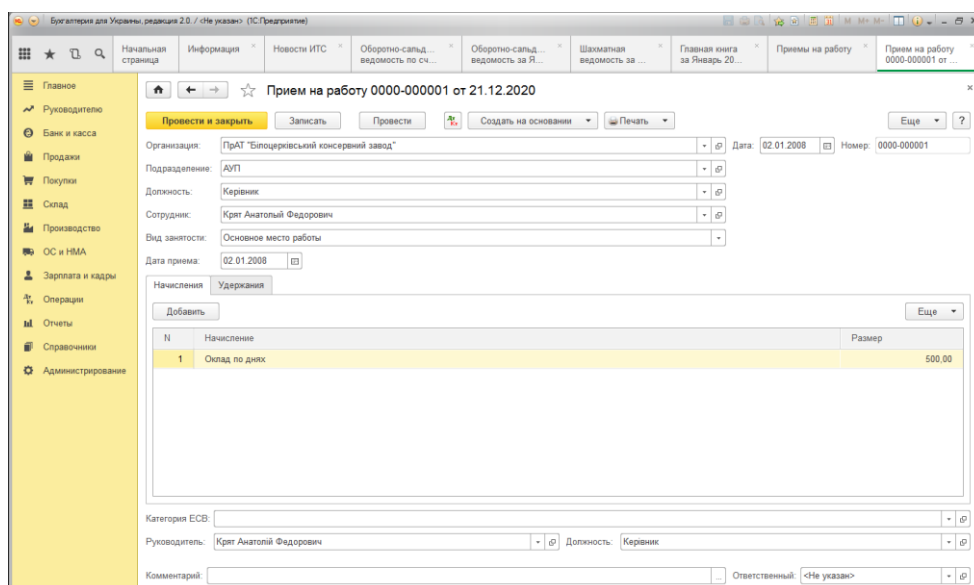 Бухгалтерия для Украины, редакция 2.0. / <Не указан> (1С:Предприятие)
M M+ M-
Начальная страница
Информация
Новости ИТС
Оборотно-сальд... ведомость по сч...
Оборотно-сальд... ведомость за Я...
Шахматная ведомость за ...
Главная книга за Январь 20...
Приемы на работу
Прием на работу 0000-000001 от ...
Главное
Руководителю
Банк и касса
Продажи
Покупки
Склад
Производство
ОС и НМА
Зарплата и кадры
Операции
Отчеты
Справочники
Администрирование
Прием на работу 0000-000001 от 21.12.2020
Провести и закрыть Записать Провести Создать на основании Печать Еще ?
Организация: ПрАТ "Білоцерківський консервний завод" Дата: 02.01.2008 Номер: 0000-000001
Подразделение: АУП
Должность: Керівник
Сотрудник: Крят Анатолый Федорович
Вид занятости: Основное место работы
Дата приема: 02.01.2008
Начисления Удержания
Добавить Еще
N Начисление Размер
1 Оклад по днях 500,00
Категория ЕСВ:
Руководитель: Крят Анатолій Федорович Должность: Керівник
Комментарий: Ответственный: <Не указан>